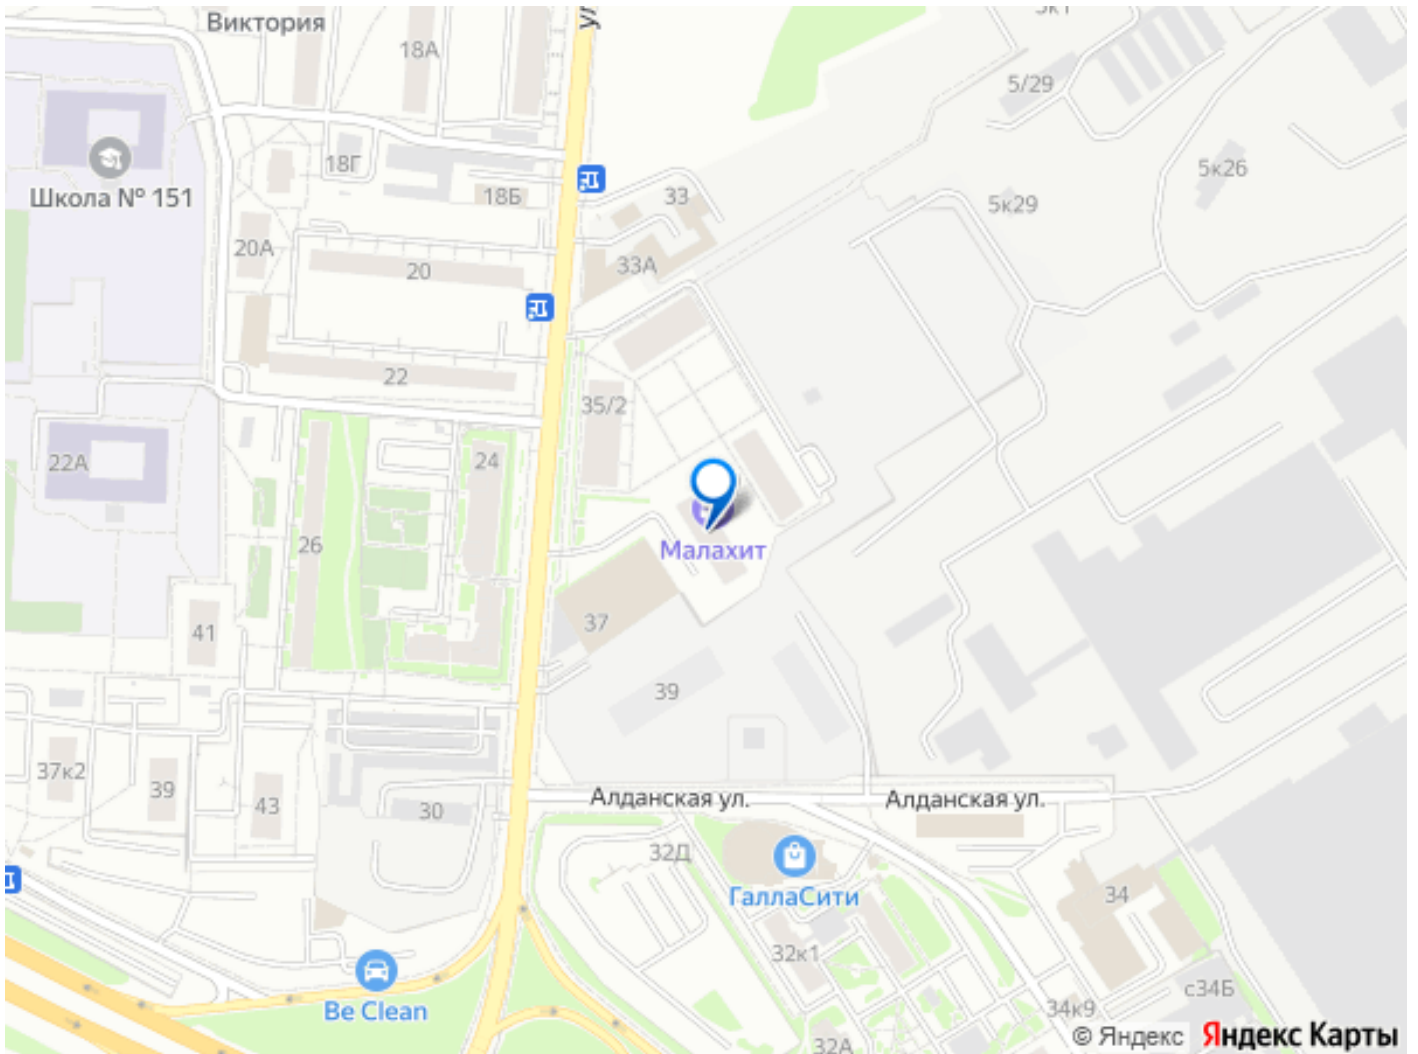 Виктория
18А
ул
5к1
5/29
Школа № 151
18Г
18Б
33
5к26
5к29
20А
20
33А
22
35/2
22А
24
26
Малахит
41
37
39
37к2
39
43
30
Алданская ул.
Алданская ул.
32Д
ГаллаСити
34
32к1
Be Clean
34к9
с34Б
32А
© Яндекс
Яндекс Карты